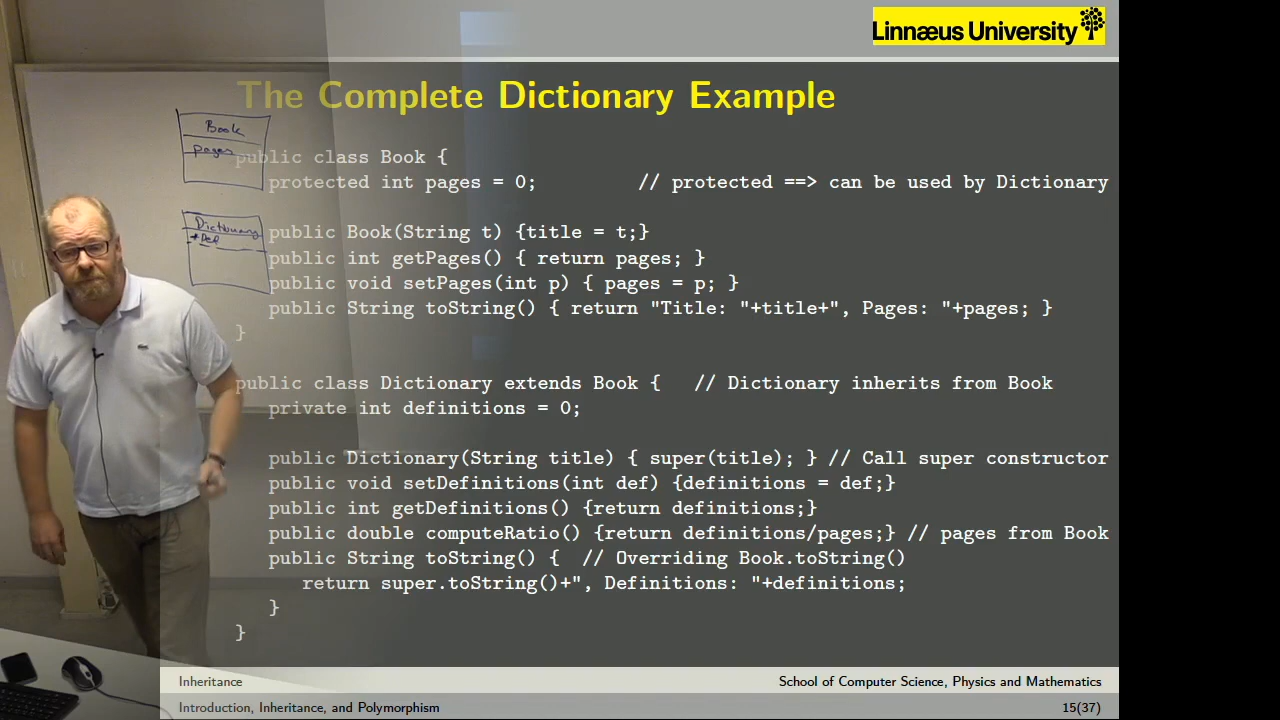 Linnæus University
The Complete Dictionary Example
Book
pages
Dictionary
* Def
public class Book {
protected int pages = 0; // protected ==> can be used by Dictionary
public Book(String t) {title = t;}
public int getPages() { return pages; }
public void setPages(int p) { pages = p; }
public String toString() { return "Title: "+title+", Pages: "+pages; }
}
public class Dictionary extends Book { // Dictionary inherits from Book
private int definitions = 0;
public Dictionary(String title) { super(title); } // Call super constructor
public void setDefinitions(int def) {definitions = def;}
public int getDefinitions() {return definitions;}
public double computeRatio() {return definitions/pages;} // pages from Book
public String toString() { // Overriding Book.toString()
return super.toString()+", Definitions: "+definitions;
}
}
Inheritance
School of Computer Science, Physics and Mathematics
Introduction, Inheritance, and Polymorphism
15(37)